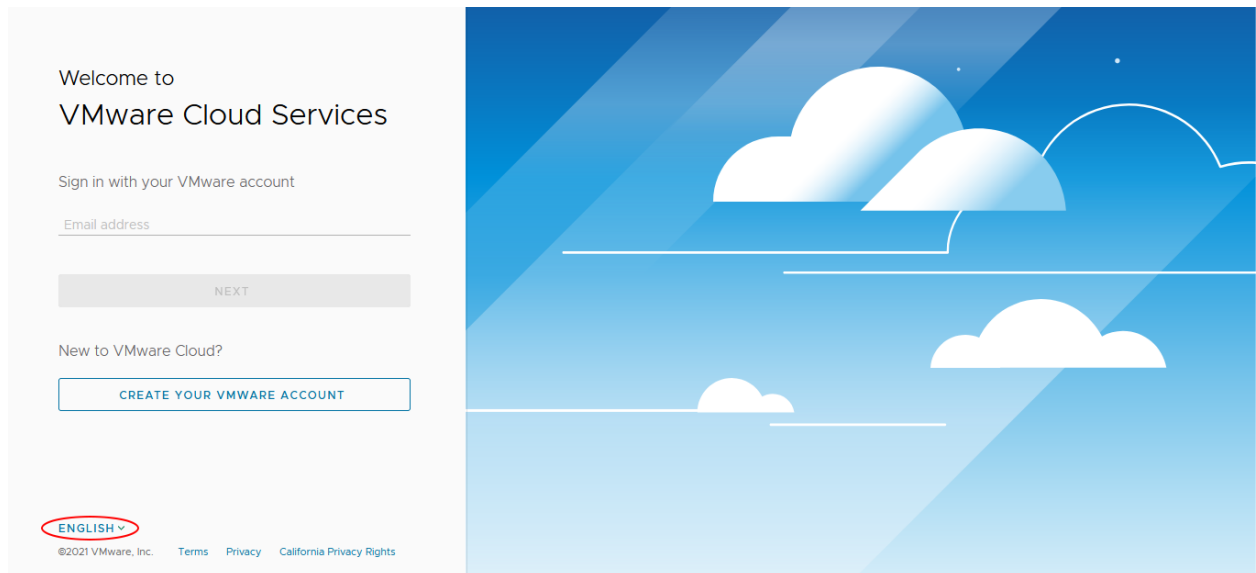 Welcome to
VMware Cloud Services
Sign in with your VMware account
Email address
NEXT
New to VMware Cloud?
CREATE YOUR VMWARE ACCOUNT
ENGLISH
©2021 VMware, Inc. Terms Privacy California Privacy Rights